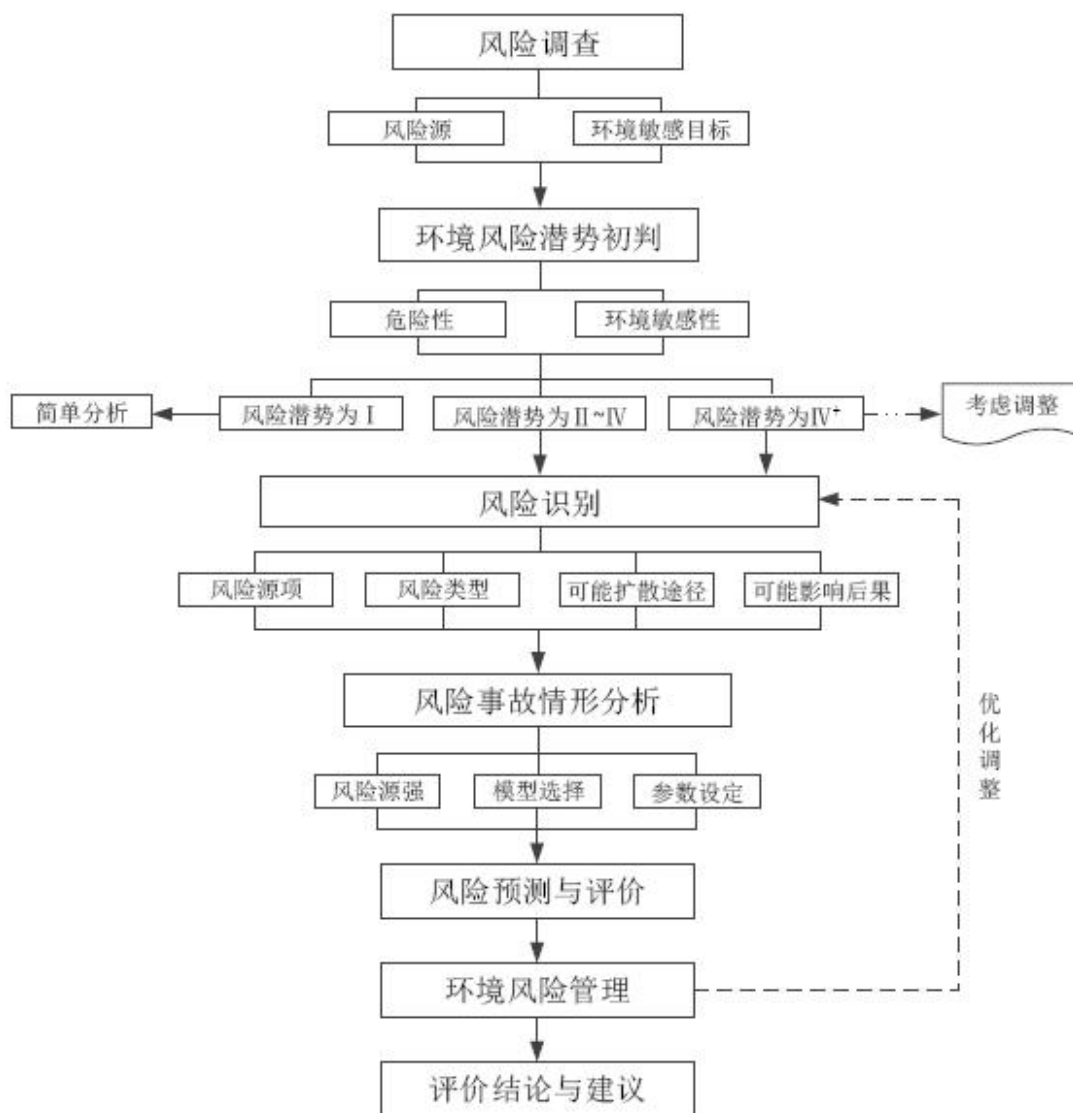 风险调查
风险源
环境敏感目标
环境风险潜势初判
危险性
环境敏感性
简单分析
风险潜势为Ⅰ
风险潜势为Ⅱ~Ⅳ
风险潜势为Ⅳ⁺
考虑调整
风险识别
风险源项
风险类型
可能扩散途径
可能影响后果
风险事故情形分析
风险源强
模型选择
参数设定
优化调整
风险预测与评价
环境风险管理
评价结论与建议